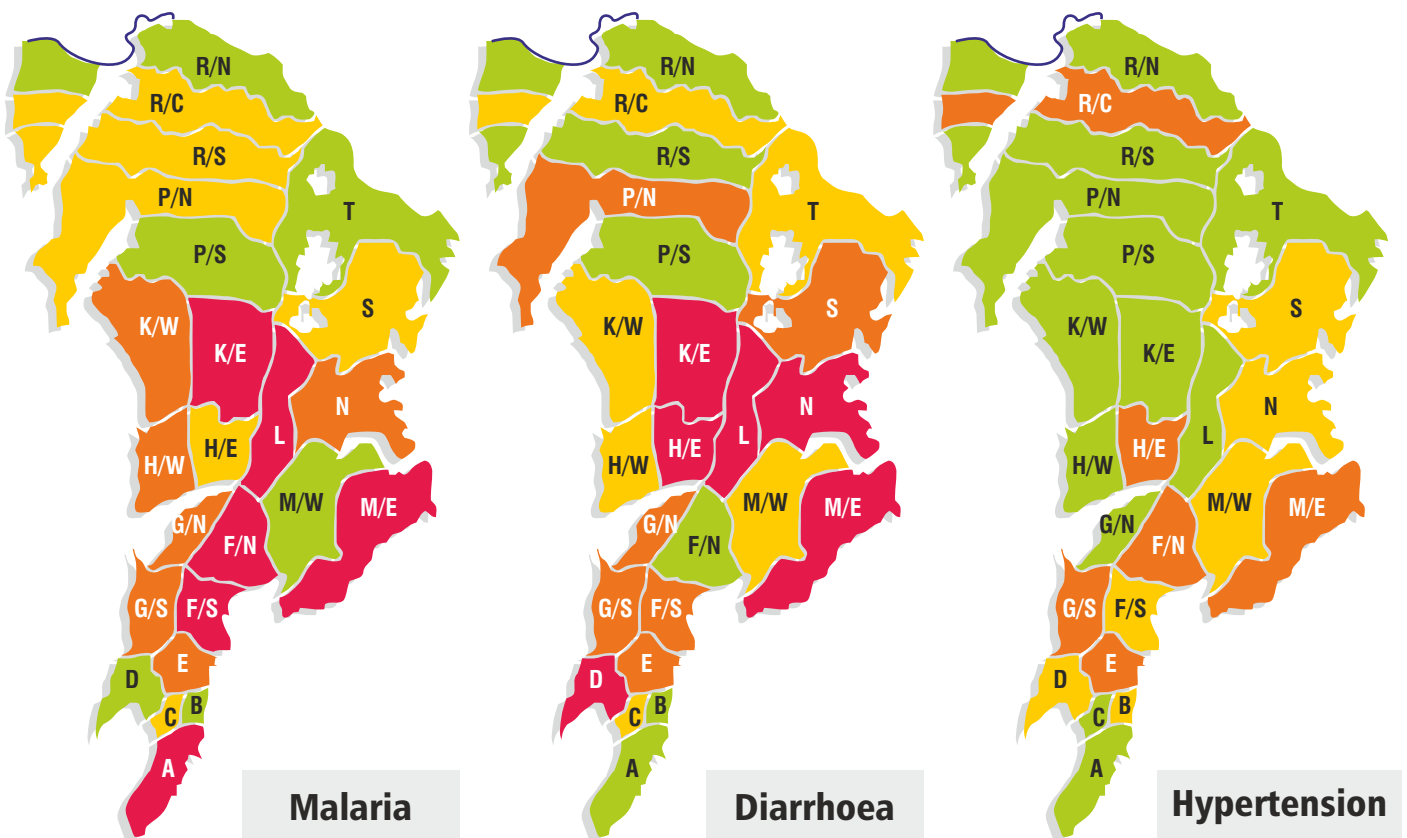 R/N
R/C
R/S
P/N
T
P/S
S
K/W
K/E
N
L
H/E
H/W
M/W
M/E
G/N
F/N
G/S
F/S
E
D
B
C
A
Malaria
R/N
R/C
R/S
P/N
T
P/S
S
K/W
K/E
N
L
H/E
H/W
M/W
M/E
G/N
F/N
G/S
F/S
E
D
B
C
A
Diarrhoea
R/N
R/C
R/S
P/N
T
P/S
S
K/W
K/E
N
L
H/E
H/W
M/W
M/E
G/N
F/N
G/S
F/S
E
D
B
C
A
Hypertension